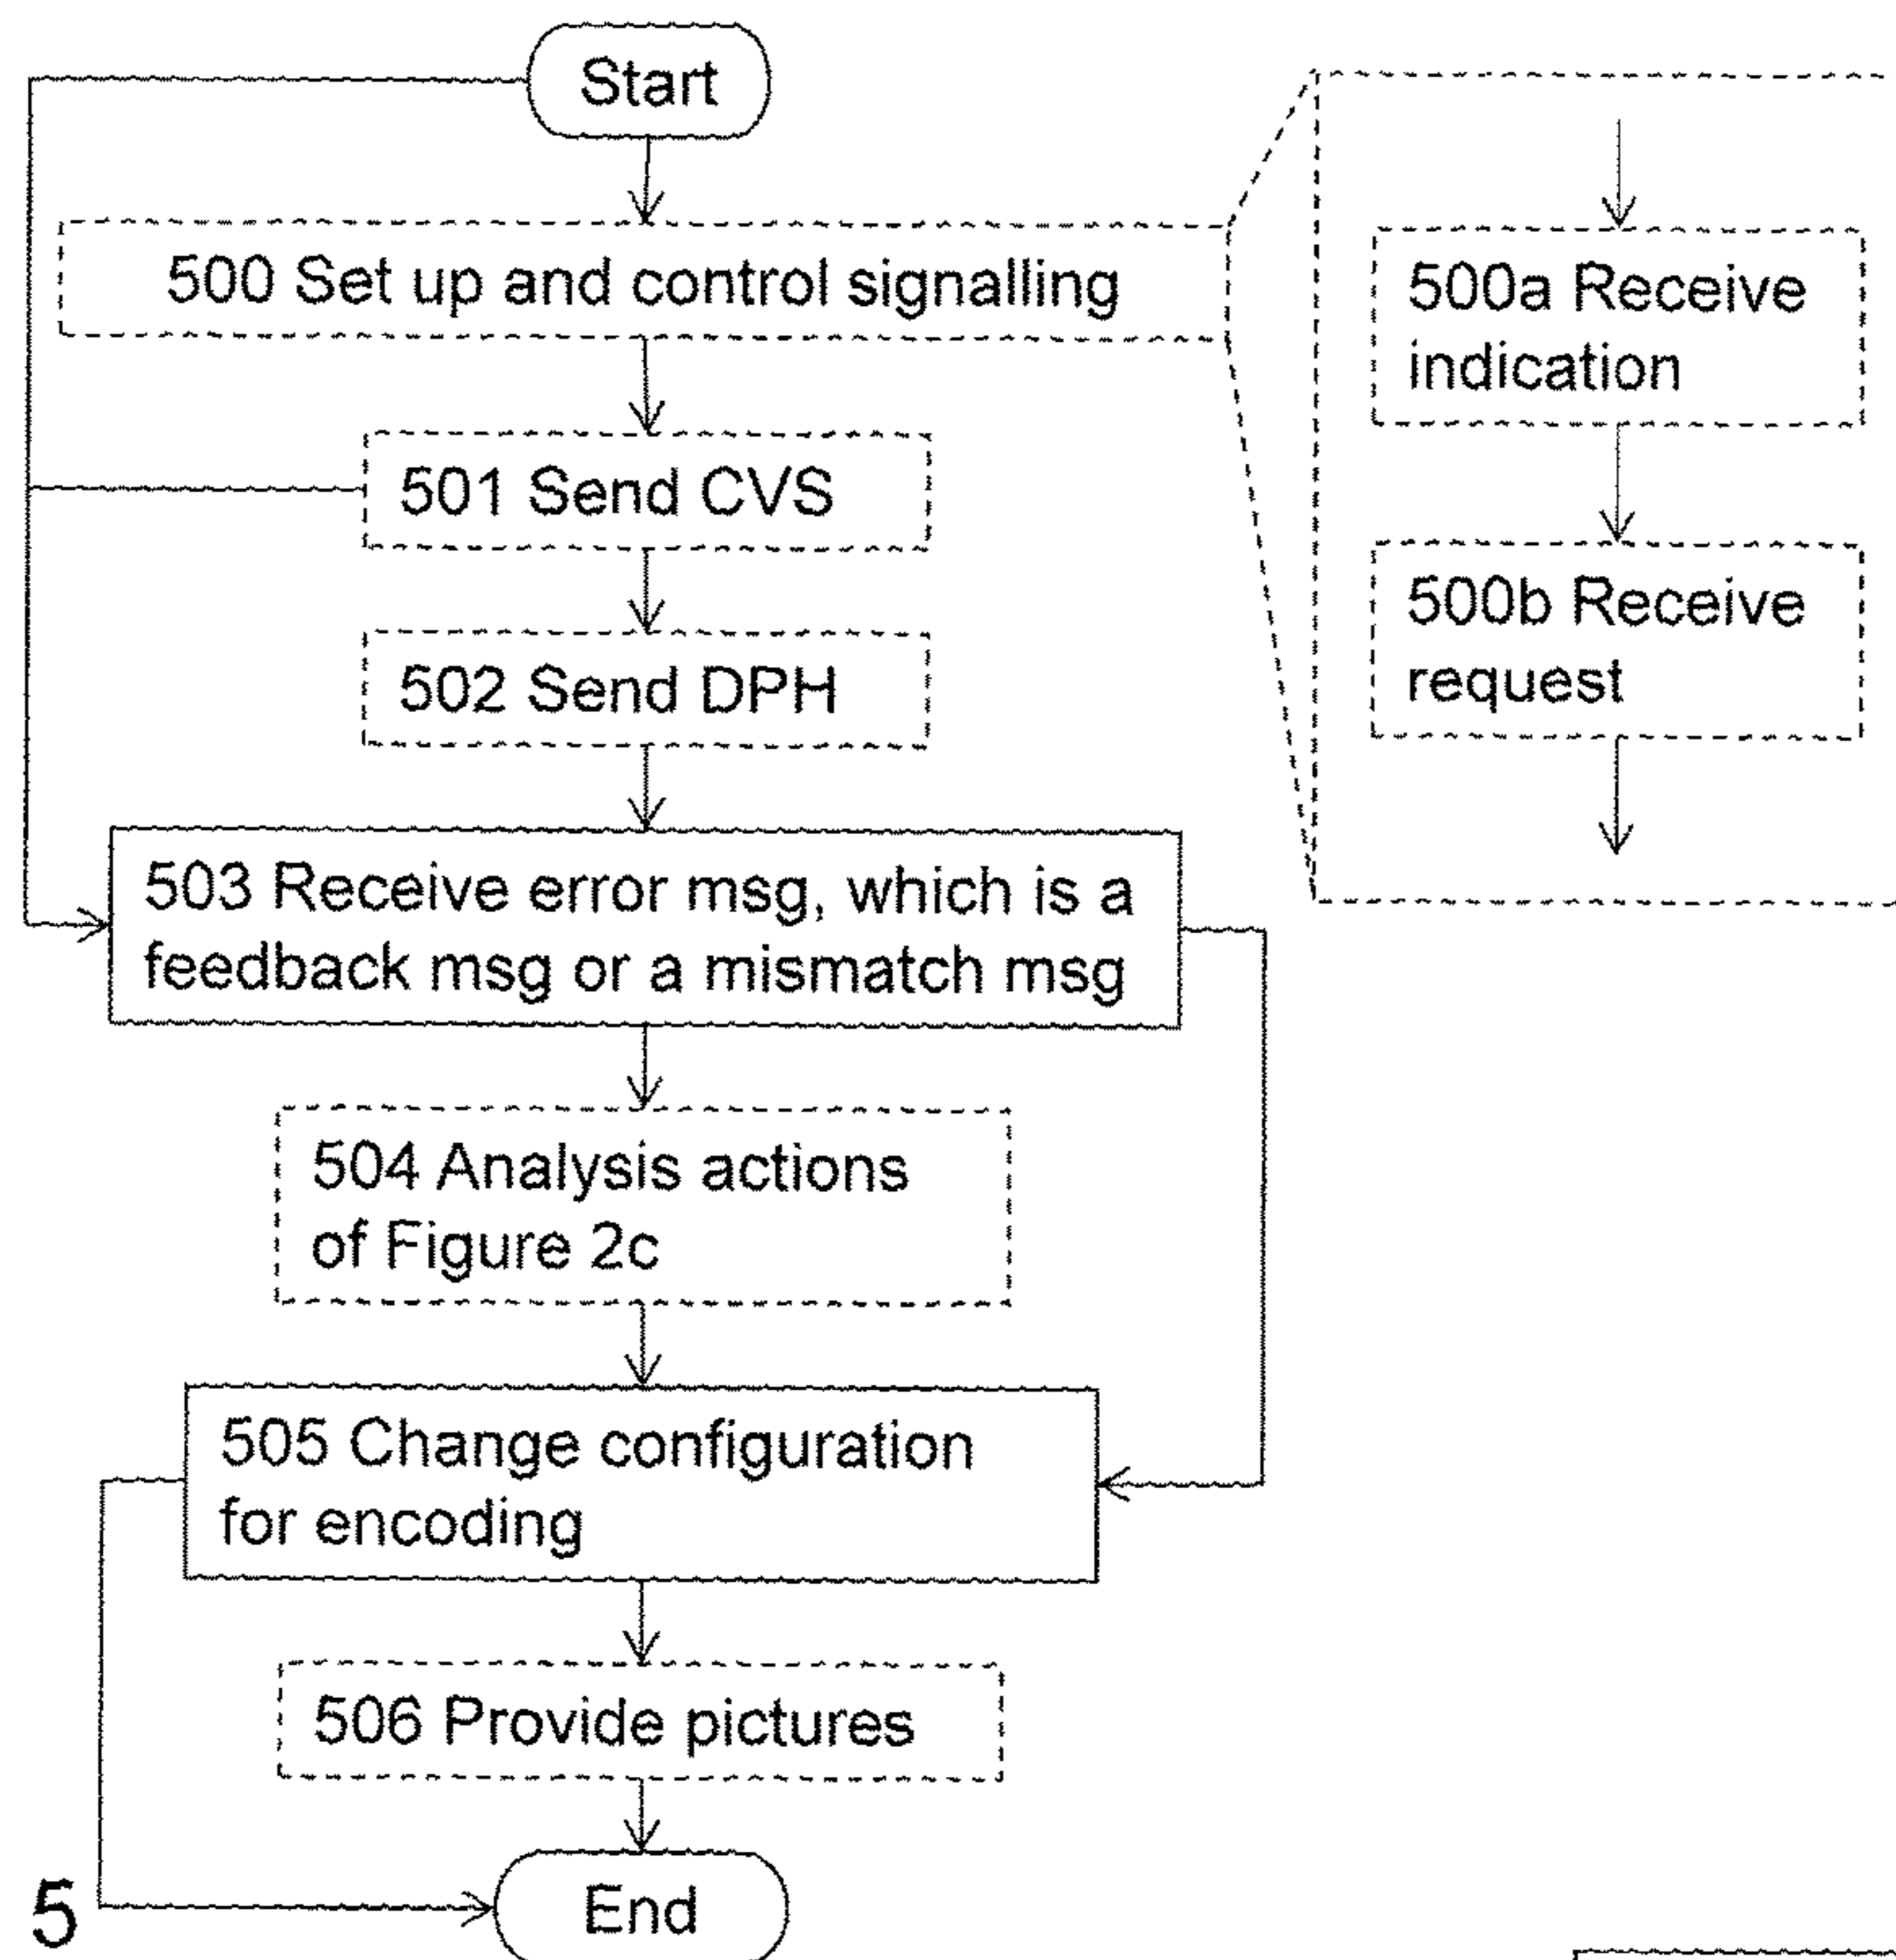 Start
500 Set up and control signalling
501 Send CVS
502 Send DPH
503 Receive error msg, which is a
feedback msg or a mismatch msg
504 Analysis actions
of Figure 2c
505 Change configuration
for encoding
506 Provide pictures
End
5
500a Receive
indication
500b Receive
request